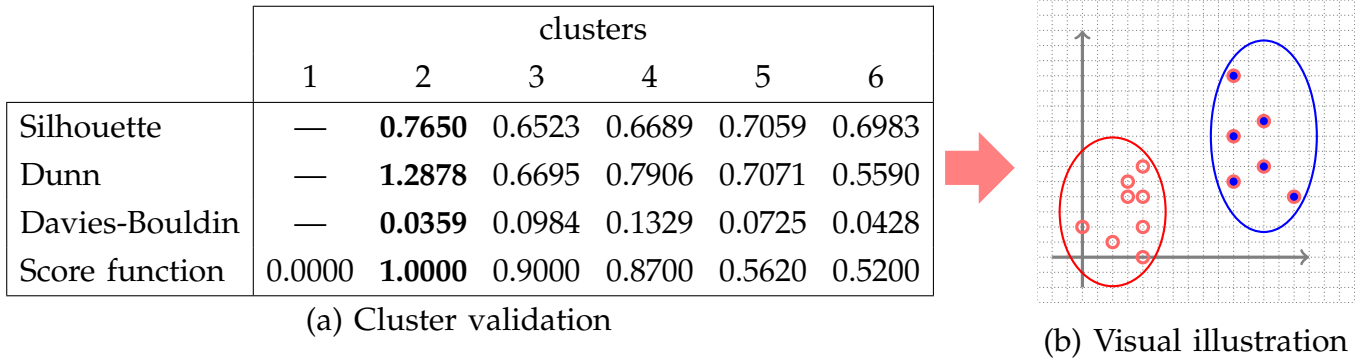 clusters
1 2 3 4 5 6
Silhouette — 0.7650 0.6523 0.6689 0.7059 0.6983
Dunn — 1.2878 0.6695 0.7906 0.7071 0.5590
Davies-Bouldin — 0.0359 0.0984 0.1329 0.0725 0.0428
Score function 0.0000 1.0000 0.9000 0.8700 0.5620 0.5200
(a) Cluster validation
(b) Visual illustration